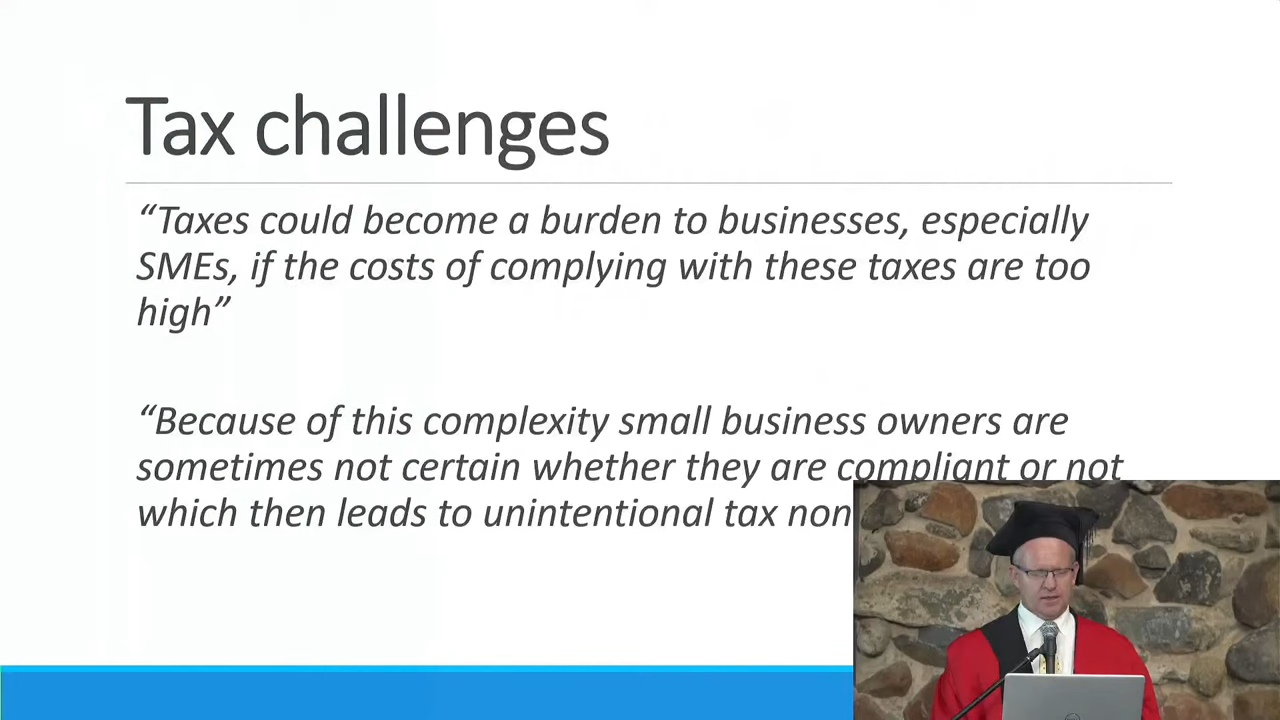 Tax challenges
“Taxes could become a burden to businesses, especially
SMEs, if the costs of complying with these taxes are too
high”
“Because of this complexity small business owners are
sometimes not certain whether they are compliant or not
which then leads to unintentional tax non